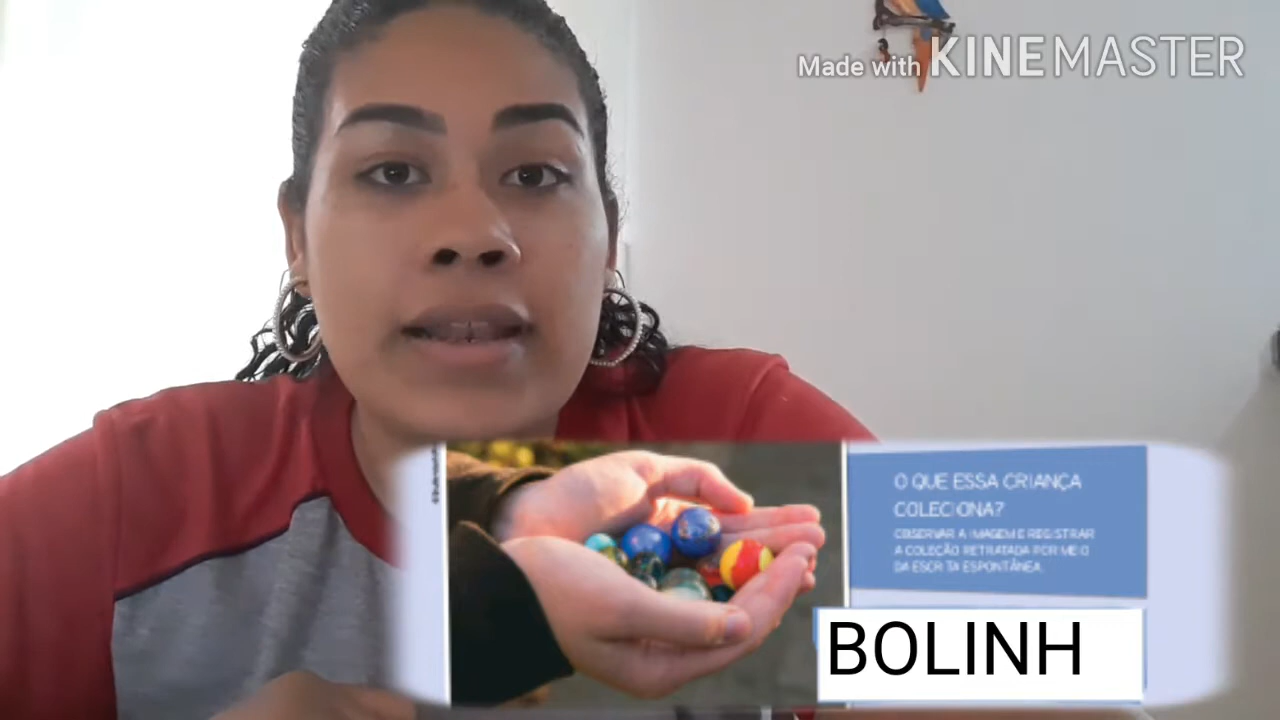 Made with KINEMASTER
O QUE ESSA CRIANÇA
COLECIONA?
OBSERVAR A IMAGEM E REGISTRAR
A COLEÇÃO RETRATADA POR MEIO
DA ESCRITA ESPONTÂNEA.
BOLINH